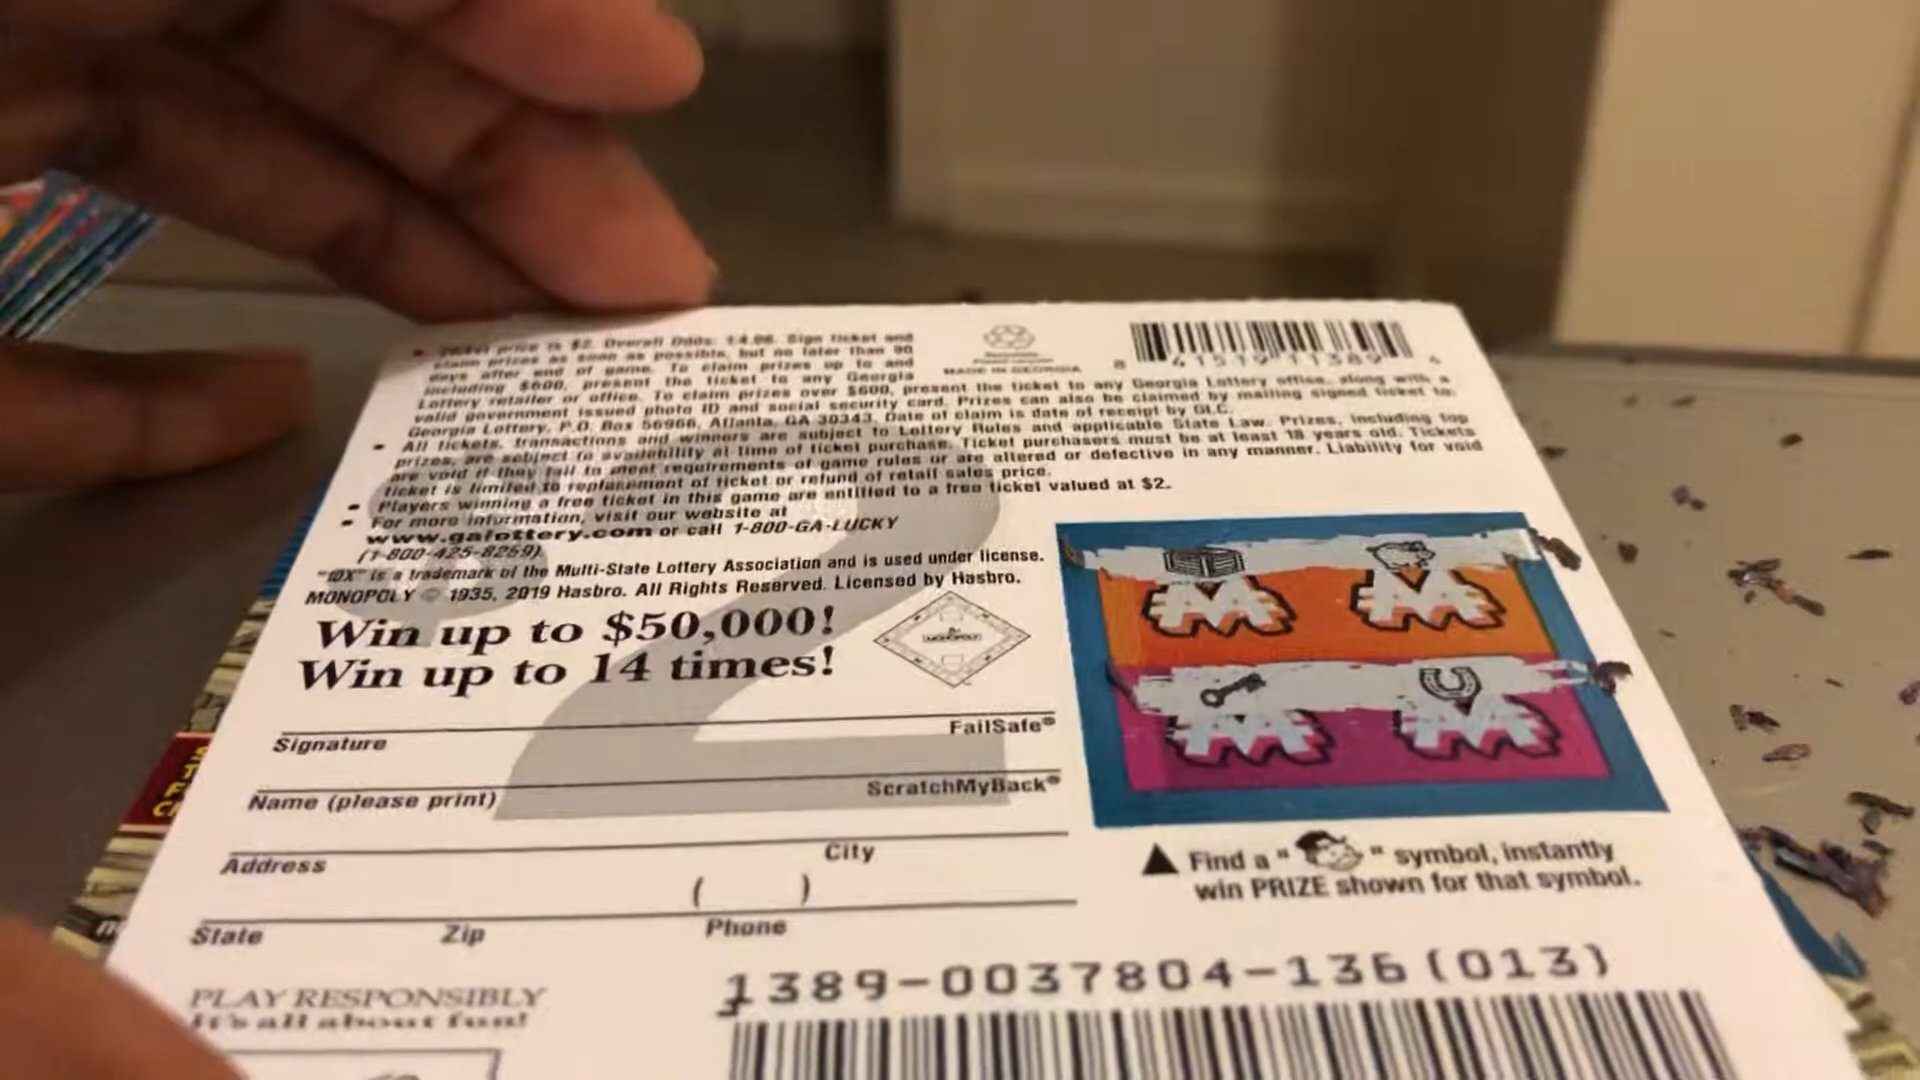 Ticket price is $2. Overall Odds: 1:4.06. Sign ticket and
claim prizes as soon as possible, but no later than 90
days after end of game. To claim prizes up to and
including $600, present the ticket to any Georgia
Lottery retailer or office. To claim prizes over $600, present the ticket to any Georgia Lottery office, along with a
valid government issued photo ID and social security card. Prizes can also be claimed by mailing signed ticket to:
Georgia Lottery, P.O. Box 56966, Atlanta, GA 30343. Date of claim is date of receipt by GLC.
• All tickets, transactions and winners are subject to Lottery Rules and applicable State Law. Prizes, including top
prizes, are subject to availability at time of ticket purchase. Ticket purchasers must be at least 18 years old. Tickets
are void if they fail to meet requirements of game rules or are altered or defective in any manner. Liability for void
ticket is limited to replacement of ticket or refund of retail sales price.
• Players winning a free ticket in this game are entitled to a free ticket valued at $2.
• For more information, visit our website at
www.galottery.com or call 1-800-GA-LUCKY
(1-800-425-8259).
"10X" is a trademark of the Multi-State Lottery Association and is used under license.
MONOPOLY © 1935, 2019 Hasbro. All Rights Reserved. Licensed by Hasbro.
MADE IN GEORGIA
8 41519 11389 4
2
Win up to $50,000!
Win up to 14 times!
MONOPOLY
M M
M M
FailSafe®
Signature
ScratchMyBack®
Name (please print)
Address City
( )
State Zip Phone
Find a " " symbol, instantly
win PRIZE shown for that symbol.
PLAY RESPONSIBLY
It's all about fun!
1389-0037804-136(013)